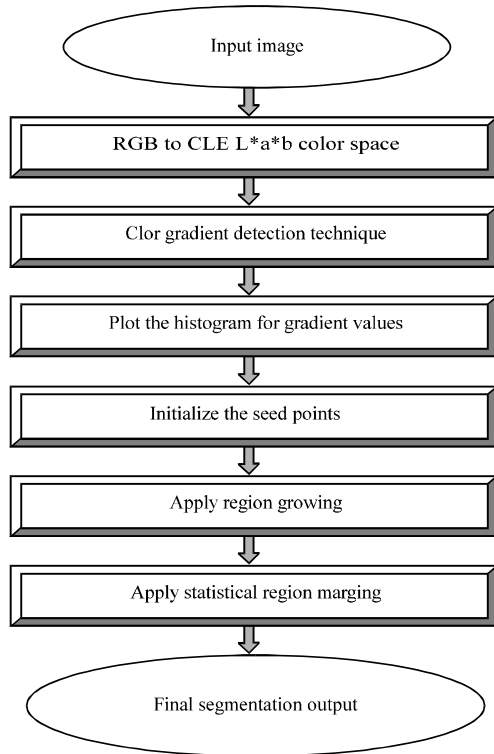 Input image
RGB to CLE L*a*b color space
Clor gradient detection technique
Plot the histogram for gradient values
Initialize the seed points
Apply region growing
Apply statistical region marging
Final segmentation output